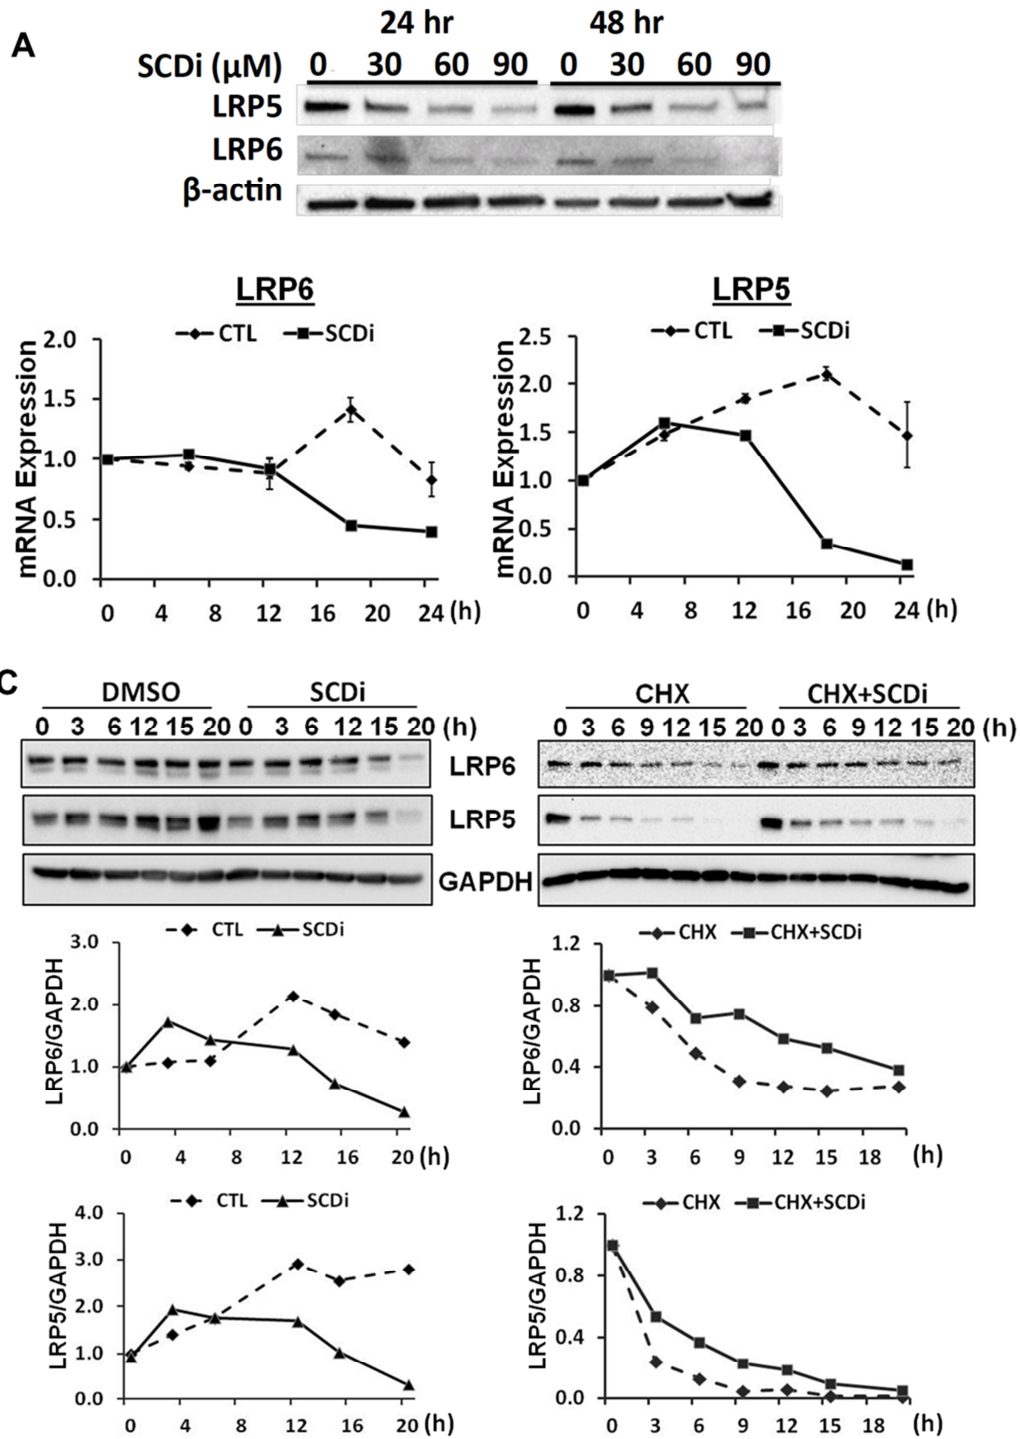 A
24 hr 48 hr
SCDi (µM) 0 30 60 90 0 30 60 90
LRP5
LRP6
β-actin
LRP6
CTL SCDi
mRNA Expression
2.0
1.5
1.0
0.5
0.0
0 4 8 12 16 20 24 (h)
LRP5
CTL SCDi
mRNA Expression
2.5
2.0
1.5
1.0
0.5
0.0
0 4 8 12 16 20 24 (h)
C
DMSO SCDi
0 3 6 12 15 20 0 3 6 12 15 20 (h)
CHX CHX+SCDi
0 3 6 9 12 15 20 0 3 6 9 12 15 20 (h)
LRP6
LRP5
GAPDH
CTL SCDi
LRP6/GAPDH
3.0
2.0
1.0
0.0
0 4 8 12 16 20 (h)
CHX CHX+SCDi
LRP6/GAPDH
1.2
0.8
0.4
0.0
0 3 6 9 12 15 18 (h)
CTL SCDi
LRP5/GAPDH
4.0
3.0
2.0
1.0
0.0
0 4 8 12 16 20 (h)
CHX CHX+SCDi
LRP5/GAPDH
1.2
0.8
0.4
0.0
0 3 6 9 12 15 18 (h)